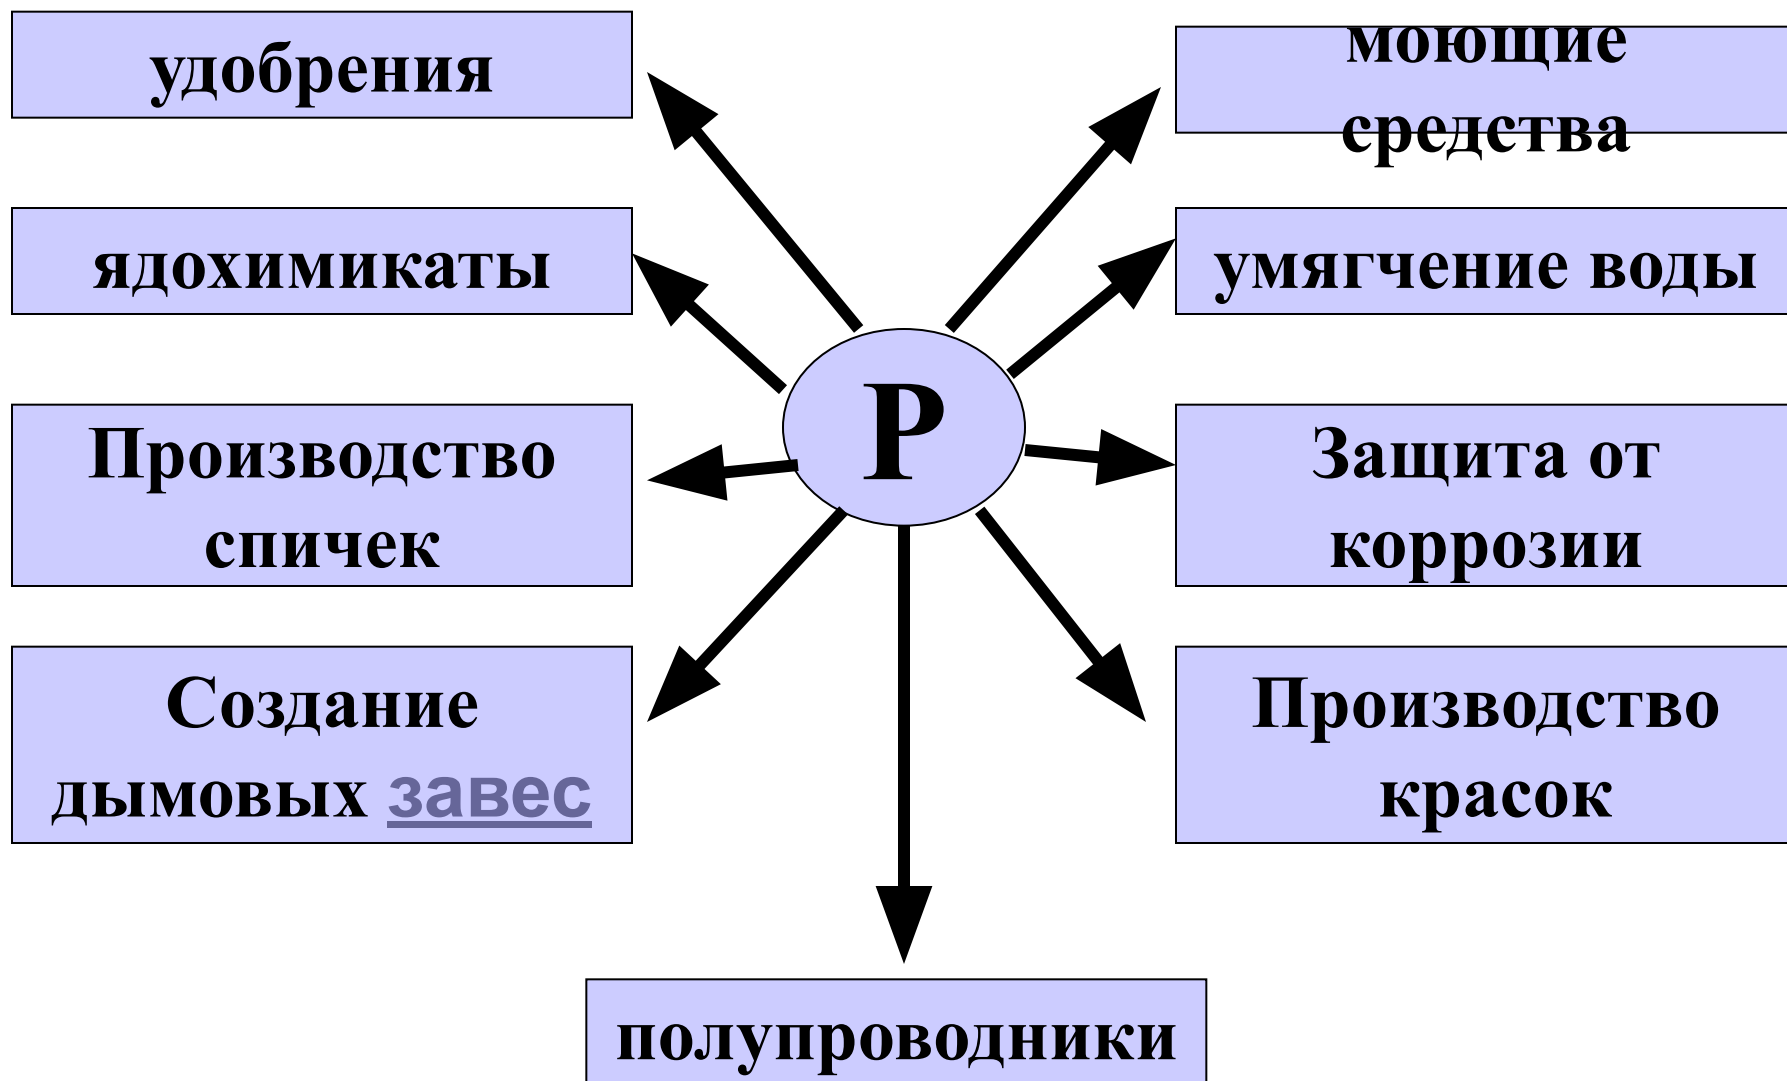 удобрения
моющие
средства
ядохимикаты
умягчение воды
P
Производство
спичек
Защита от
коррозии
Создание
дымовых завес
Производство
красок
полупроводники